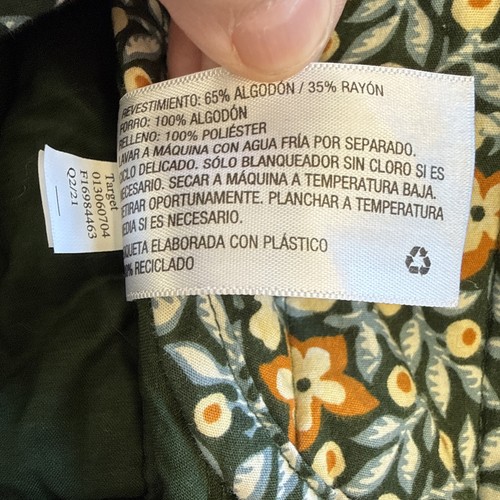 REVESTIMIENTO: 65% ALGODÓN / 35% RAYÓN
FORRO: 100% ALGODÓN
RELLENO: 100% POLIÉSTER
LAVAR A MÁQUINA CON AGUA FRÍA POR SEPARADO.
CICLO DELICADO. SÓLO BLANQUEADOR SIN CLORO SI ES
NECESARIO. SECAR A MÁQUINA A TEMPERATURA BAJA.
RETIRAR OPORTUNAMENTE. PLANCHAR A TEMPERATURA
MEDIA SI ES NECESARIO.
ETIQUETA ELABORADA CON PLÁSTICO
100% RECICLADO
Target
013060704
F16984463
Q2/21